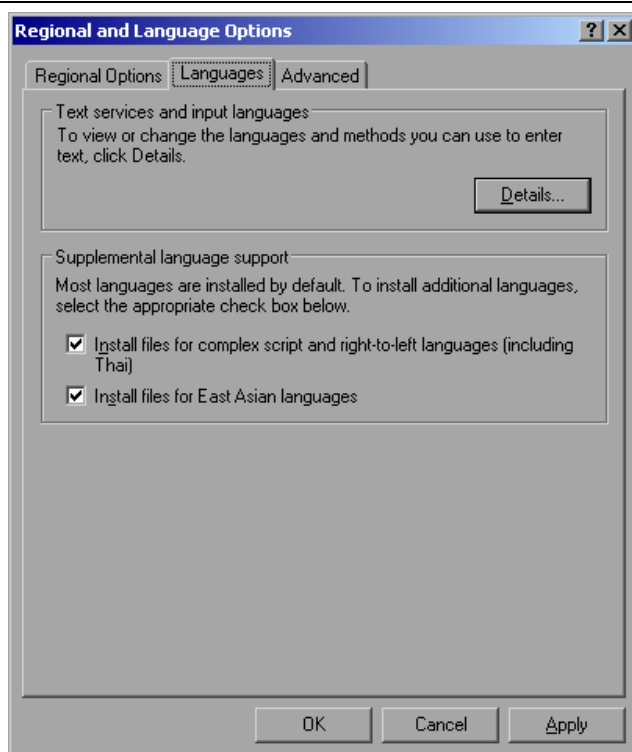 Regional and Language Options
Regional Options Languages Advanced
Text services and input languages
To view or change the languages and methods you can use to enter
text, click Details.
Details...
Supplemental language support
Most languages are installed by default. To install additional languages,
select the appropriate check box below.
Install files for complex script and right-to-left languages (including
Thai)
Install files for East Asian languages
OK Cancel Apply